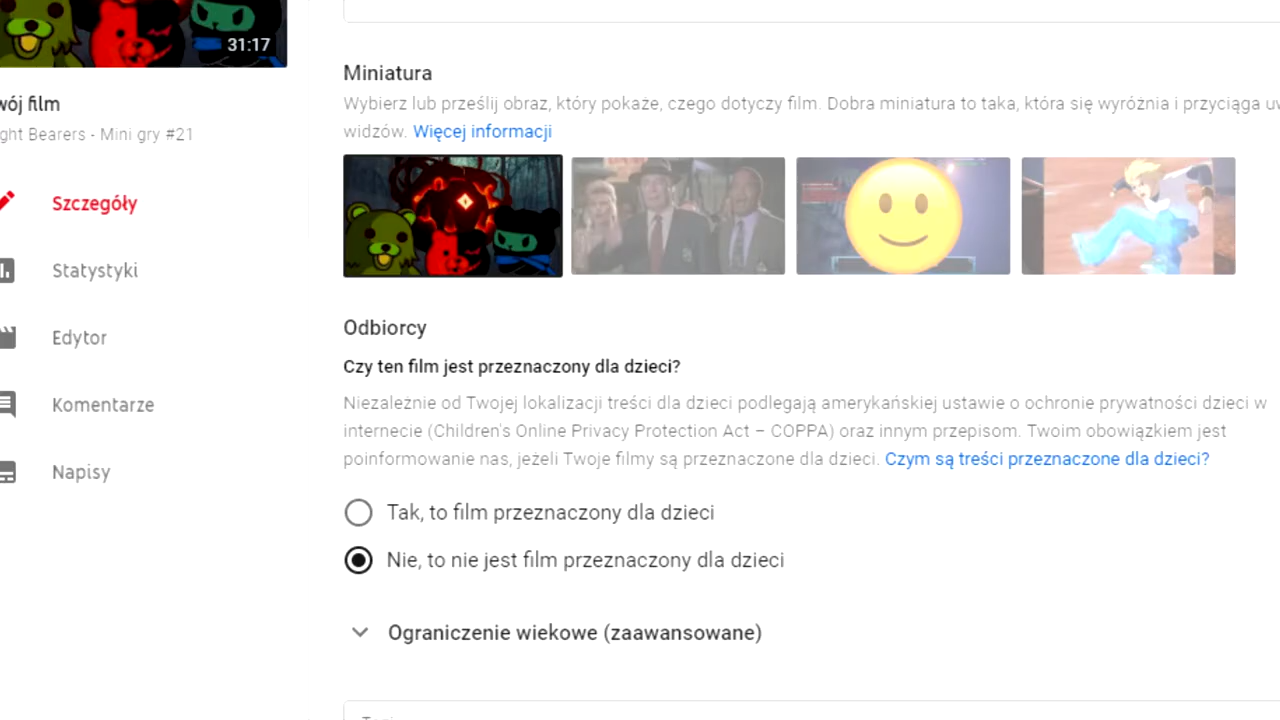 31:17
wój film
ght Bearers - Mini gry #21
Szczegóły
Statystyki
Edytor
Komentarze
Napisy
Miniatura
Wybierz lub prześlij obraz, który pokaże, czego dotyczy film. Dobra miniatura to taka, która się wyróżnia i przyciąga uw
widzów. Więcej informacji
Odbiorcy
Czy ten film jest przeznaczony dla dzieci?
Niezależnie od Twojej lokalizacji treści dla dzieci podlegają amerykańskiej ustawie o ochronie prywatności dzieci w
internecie (Children's Online Privacy Protection Act – COPPA) oraz innym przepisom. Twoim obowiązkiem jest
poinformowanie nas, jeżeli Twoje filmy są przeznaczone dla dzieci. Czym są treści przeznaczone dla dzieci?
Tak, to film przeznaczony dla dzieci
Nie, to nie jest film przeznaczony dla dzieci
Ograniczenie wiekowe (zaawansowane)